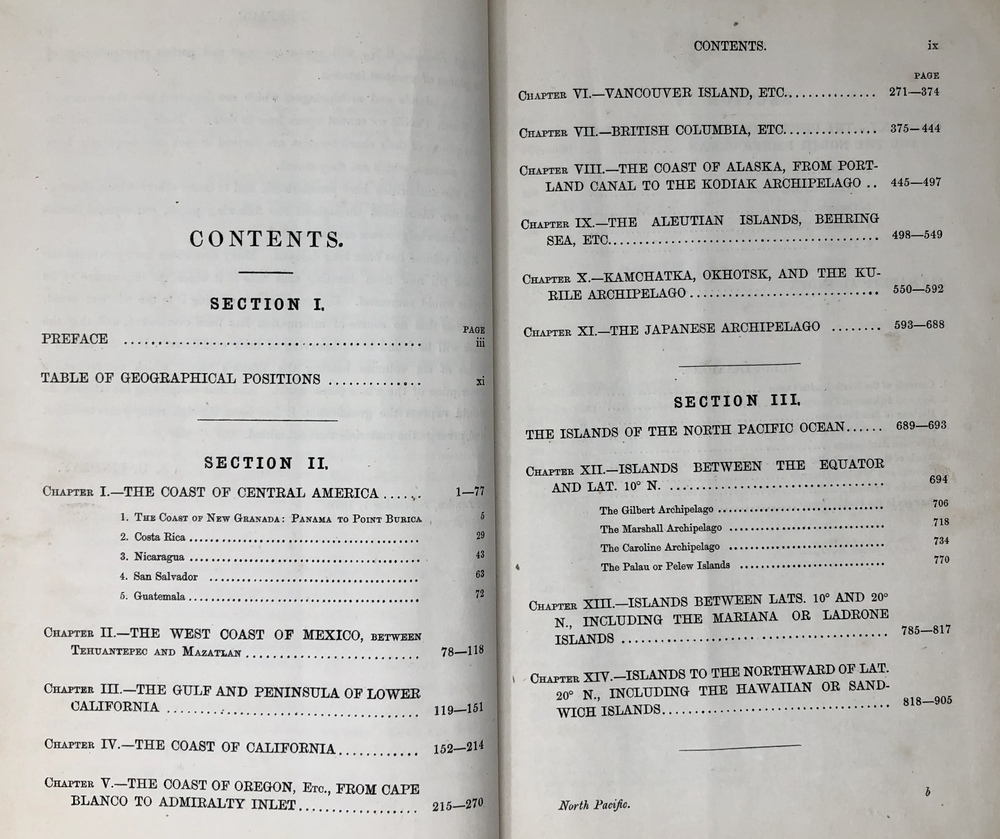 CONTENTS.
SECTION I.
PAGE
PREFACE ........................................ iii
TABLE OF GEOGRAPHICAL POSITIONS ............. xi
SECTION II.
Chapter I.—THE COAST OF CENTRAL AMERICA ...... 1—77
1. The Coast of New Granada: Panama to Point Burica 5
2. Costa Rica ........................................ 29
3. Nicaragua ........................................ 43
4. San Salvador ........................................ 63
5. Guatemala ........................................ 72
Chapter II.—THE WEST COAST OF MEXICO, between
Tehuantepec and Mazatlan .......................... 78—118
Chapter III.—THE GULF AND PENINSULA OF LOWER
CALIFORNIA ..................................... 119—151
Chapter IV.—THE COAST OF CALIFORNIA........... 152—214
Chapter V.—THE COAST OF OREGON, Etc., FROM CAPE
BLANCO TO ADMIRALTY INLET................. 215—270
CONTENTS. ix
PAGE
Chapter VI.—VANCOUVER ISLAND, ETC............... 271—374
Chapter VII.—BRITISH COLUMBIA, ETC............... 375—444
Chapter VIII.—THE COAST OF ALASKA, FROM PORT-
LAND CANAL TO THE KODIAK ARCHIPELAGO .. 445—497
Chapter IX.—THE ALEUTIAN ISLANDS, BEHRING
SEA, ETC......................................... 498—549
Chapter X.—KAMCHATKA, OKHOTSK, AND THE KU-
RILE ARCHIPELAGO ............................. 550—592
Chapter XI.—THE JAPANESE ARCHIPELAGO ........ 593—688
SECTION III.
THE ISLANDS OF THE NORTH PACIFIC OCEAN...... 689—693
Chapter XII.—ISLANDS BETWEEN THE EQUATOR
AND LAT. 10° N. ................................ 694
The Gilbert Archipelago ............................ 706
The Marshall Archipelago ........................... 718
The Caroline Archipelago ........................... 734
The Palau or Pelew Islands ......................... 770
Chapter XIII.—ISLANDS BETWEEN LATS. 10° AND 20°
N., INCLUDING THE MARIANA OR LADRONE
ISLANDS ....................................... 785—817
Chapter XIV.—ISLANDS TO THE NORTHWARD OF LAT.
20° N., INCLUDING THE HAWAIIAN OR SAND-
WICH ISLANDS.................................. 818—905
North Pacific. b